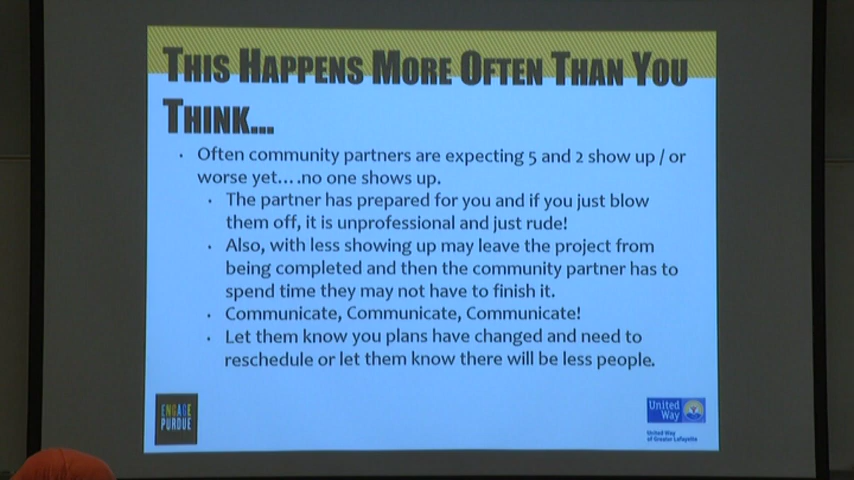 THIS HAPPENS MORE OFTEN THAN YOU
THINK...
• Often community partners are expecting 5 and 2 show up / or
worse yet....no one shows up.
• The partner has prepared for you and if you just blow
them off, it is unprofessional and just rude!
• Also, with less showing up may leave the project from
being completed and then the community partner has to
spend time they may not have to finish it.
• Communicate, Communicate, Communicate!
• Let them know you plans have changed and need to
reschedule or let them know there will be less people.
ENGAGE
PURDUE
United
Way
United Way
of Greater Lafayette